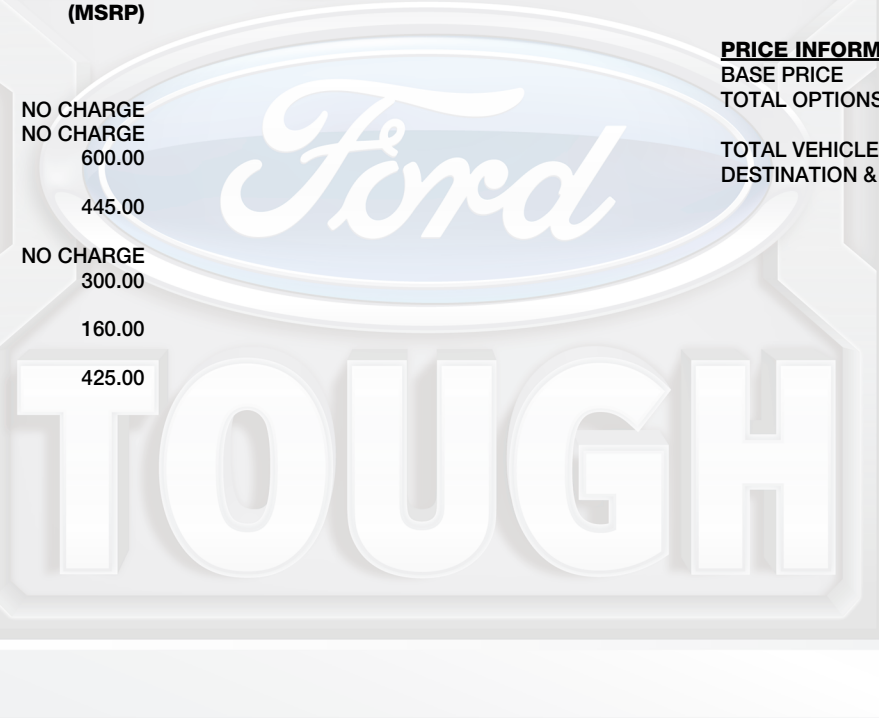 (MSRP)
NO CHARGE
NO CHARGE
600.00
445.00
NO CHARGE
300.00
160.00
425.00
PRICE INFORM
BASE PRICE
TOTAL OPTIONS
TOTAL VEHICLE
DESTINATION &
Ford
TOUGH